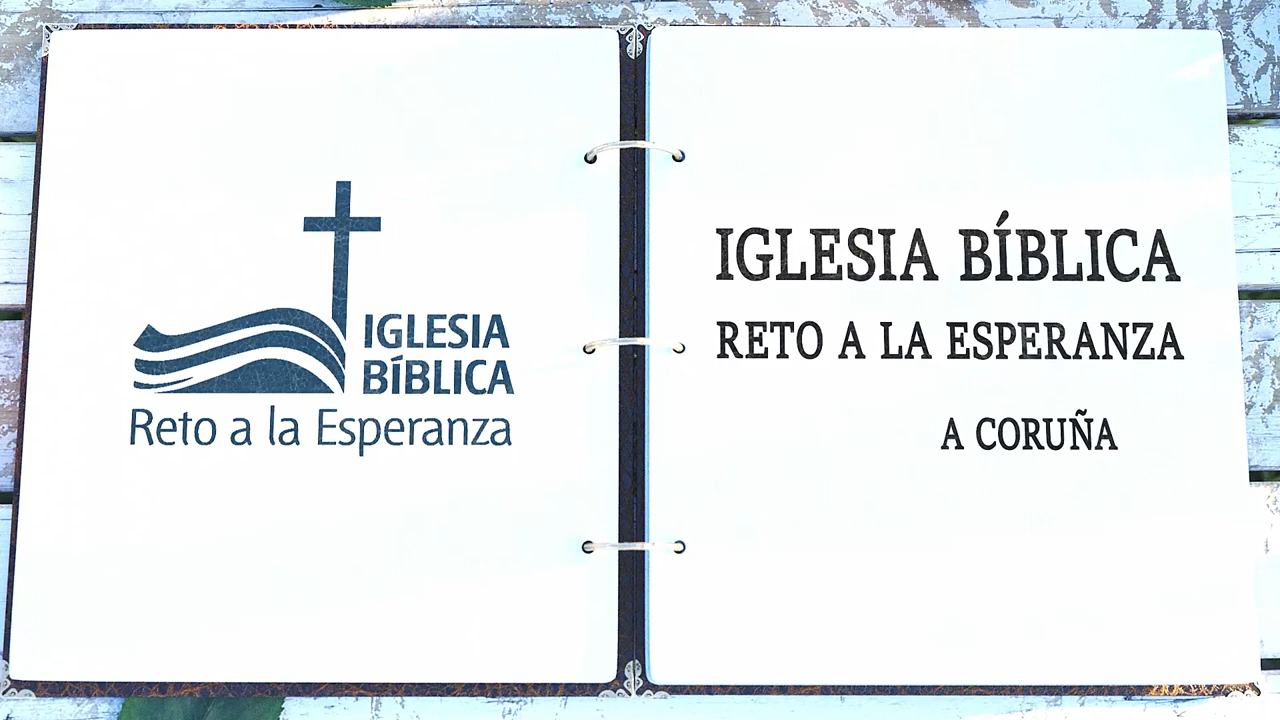 IGLESIA
BÍBLICA
Reto a la Esperanza
IGLESIA BÍBLICA
RETO A LA ESPERANZA
A CORUÑA